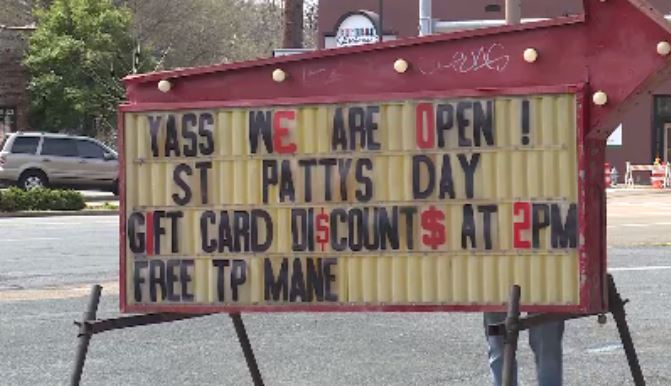 YASS WE ARE OPEN !
ST PATTYS DAY
GIFT CARD DI$COUNT$ AT 2PM
FREE TP MANE